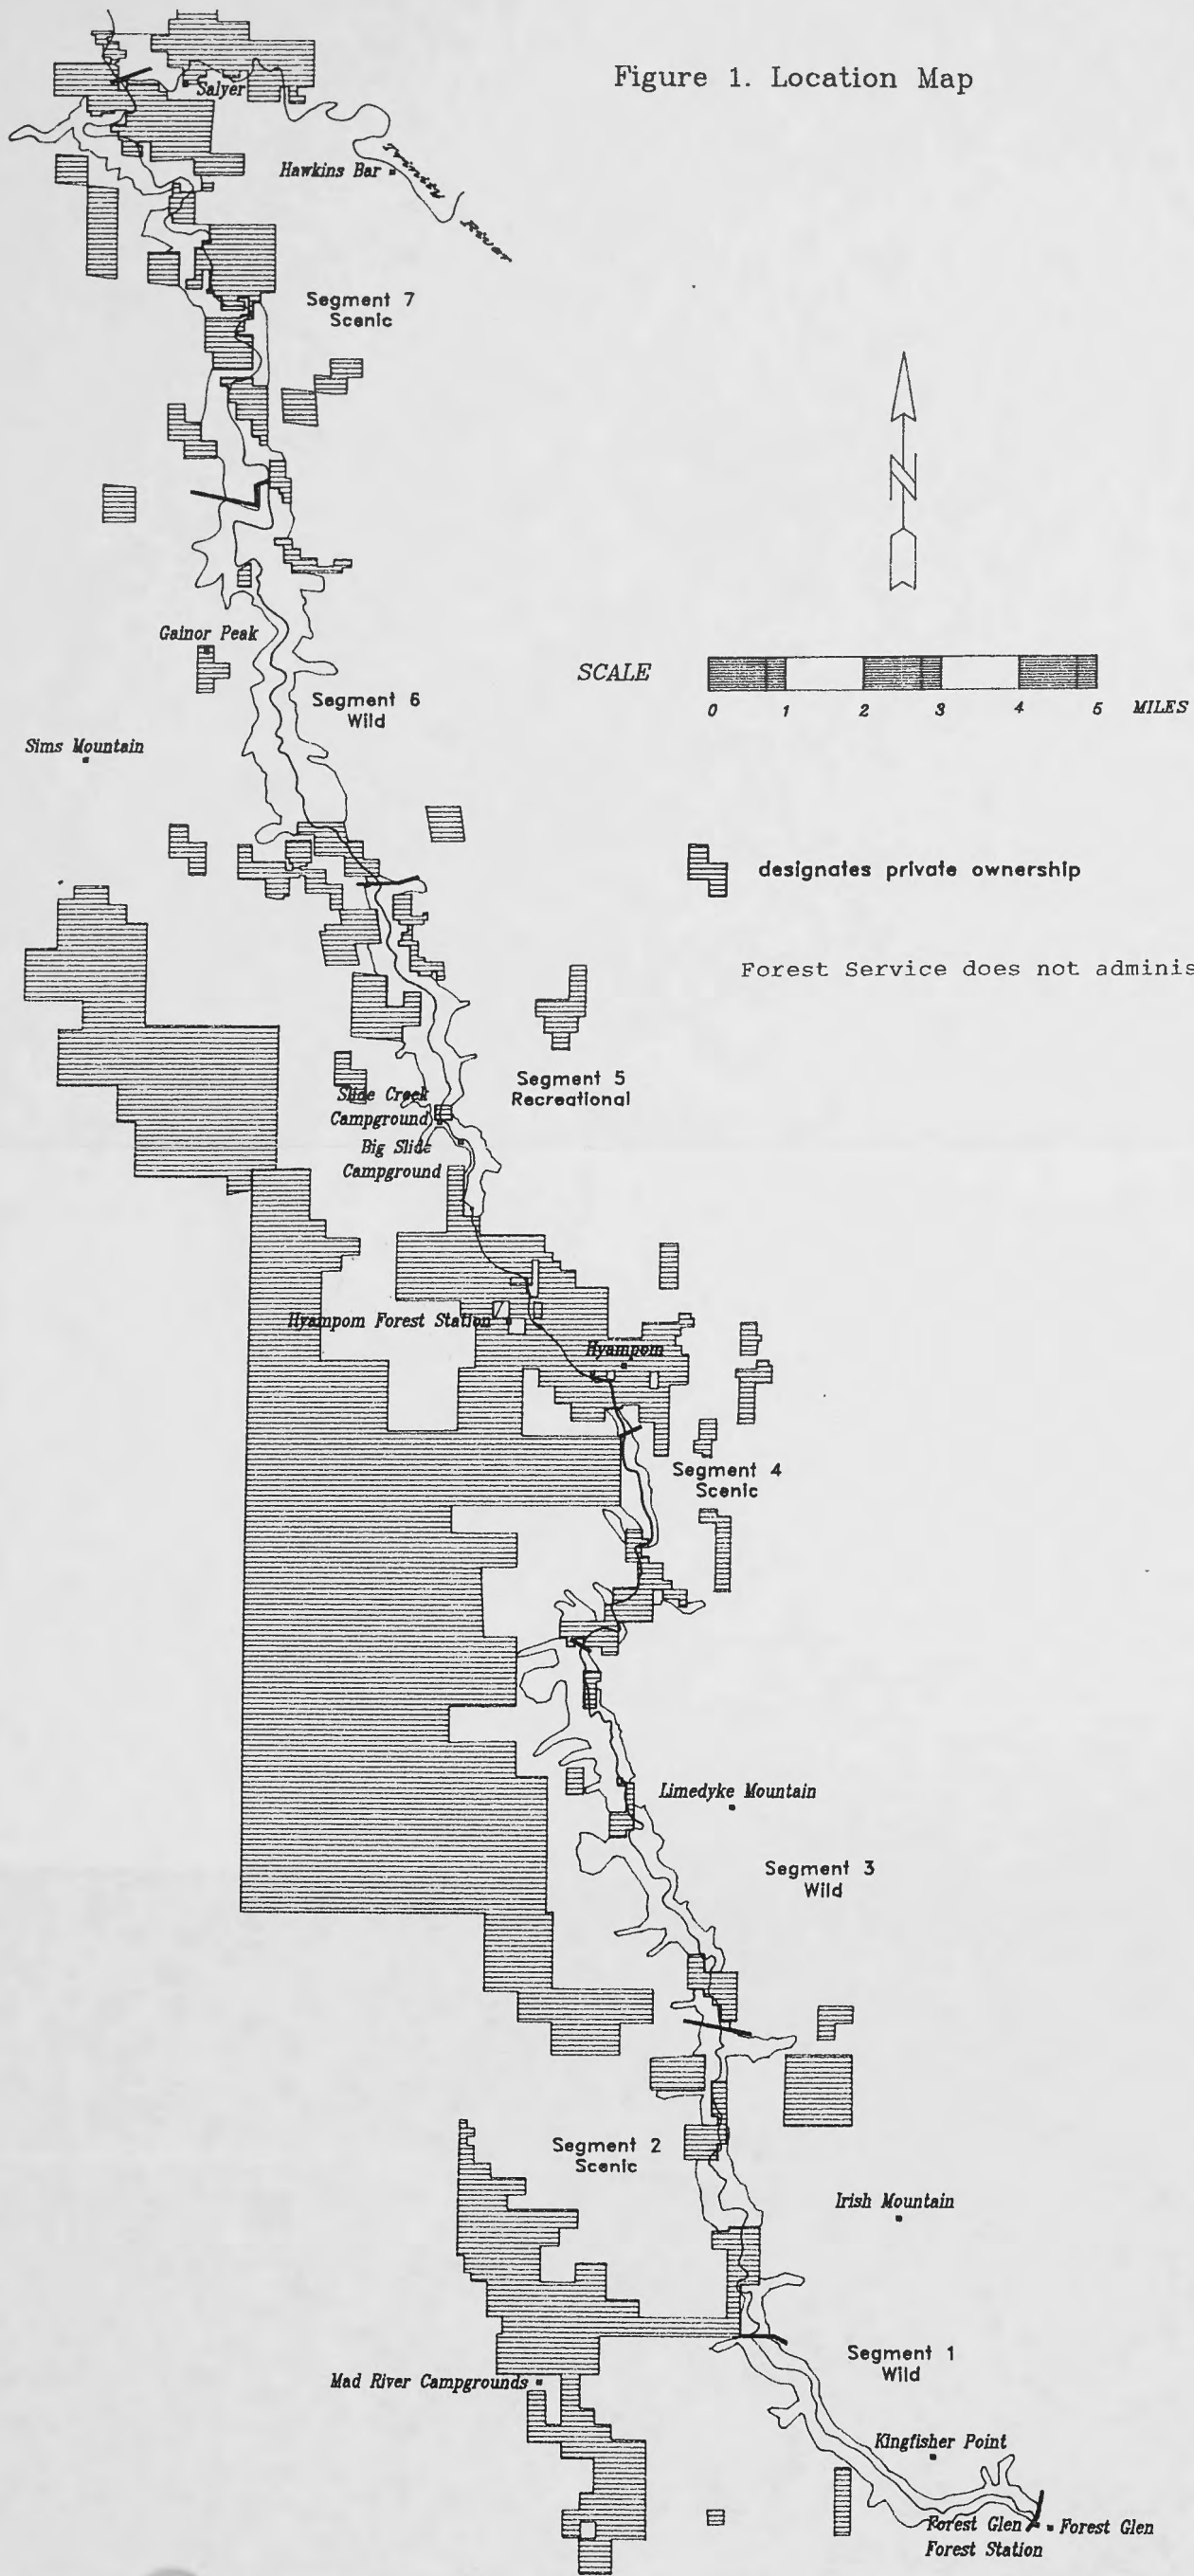 Figure 1. Location Map
Salyer
Hawkins Bar
Trinity
River
Segment 7
Scenic
N
Gainor Peak
SCALE
0 1 2 3 4 5 MILES
Segment 6
Wild
Sims Mountain
designates private ownership
Forest Service does not adminis
Segment 5
Recreational
Slide Creek
Campground
Big Slide
Campground
Hyampom Forest Station
Hyampom
Segment 4
Scenic
Limedyke Mountain
Segment 3
Wild
Segment 2
Scenic
Irish Mountain
Segment 1
Wild
Mad River Campgrounds
Kingfisher Point
Forest Glen
Forest Station
Forest Glen